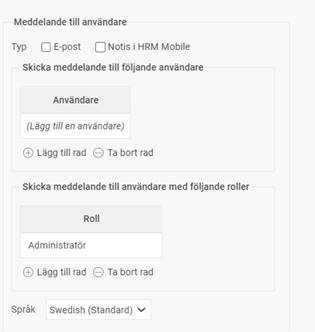 Meddelande till användare
Typ E-post Notis i HRM Mobile
Skicka meddelande till följande användare
Användare
(Lägg till en användare)
Lägg till rad Ta bort rad
Skicka meddelande till användare med följande roller
Roll
Administratör
Lägg till rad Ta bort rad
Språk Swedish (Standard)